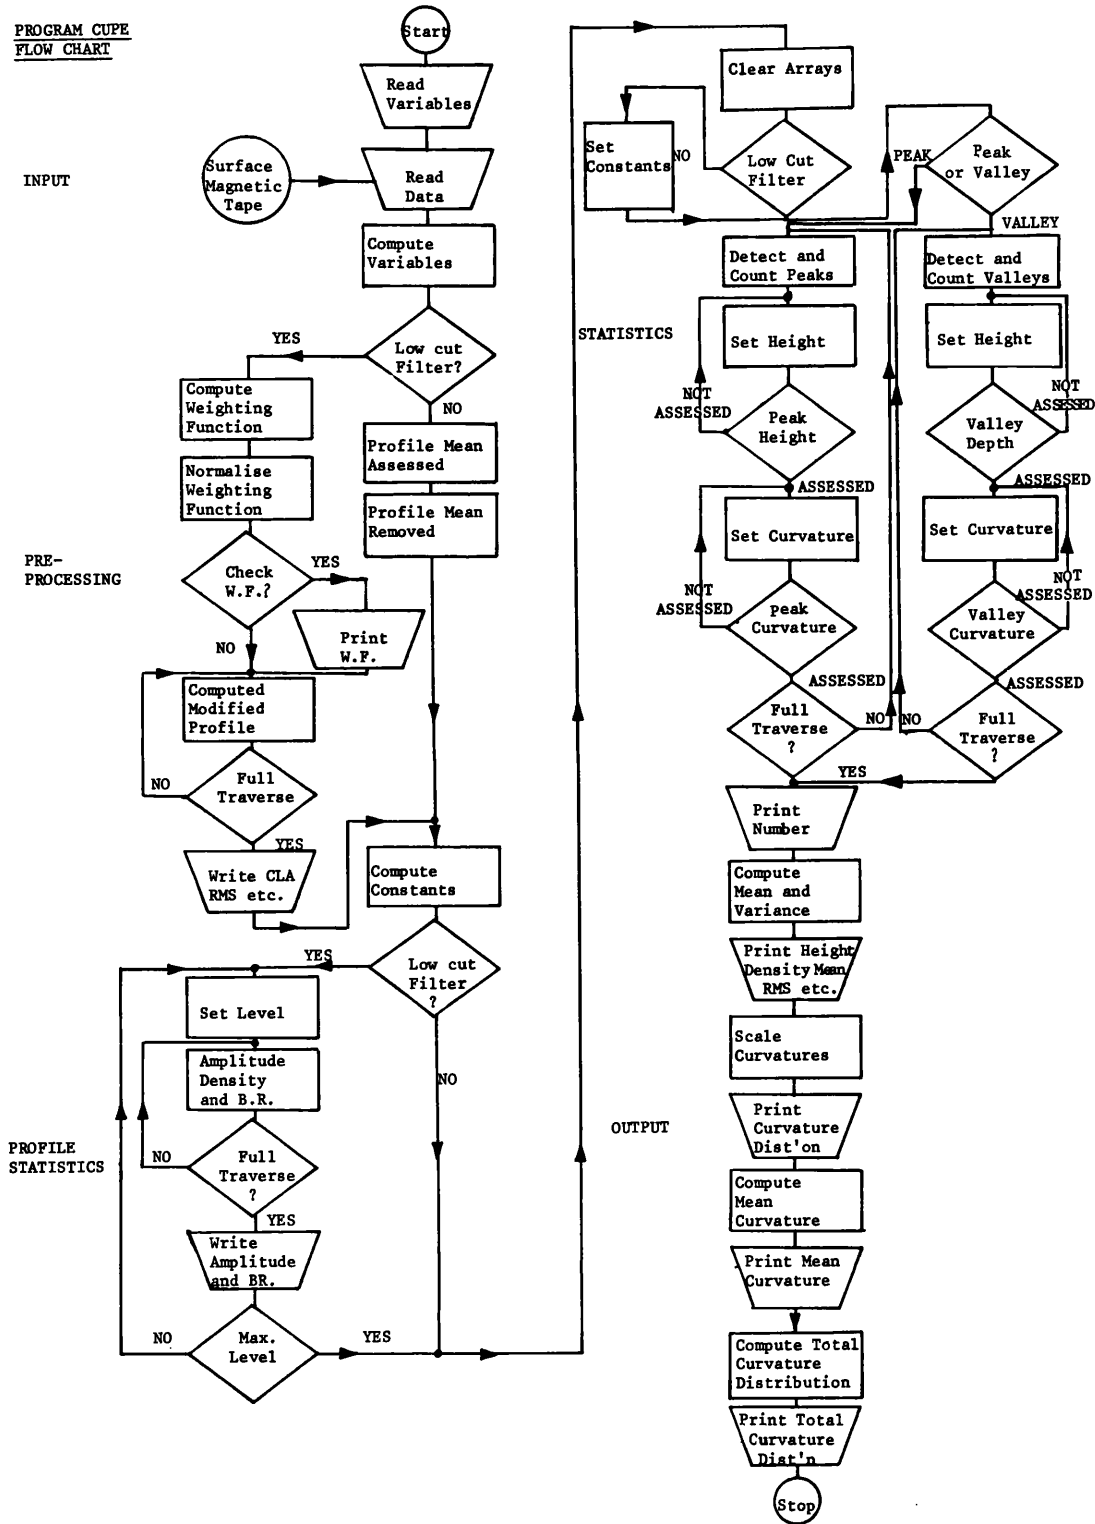 PROGRAM CUPE
FLOW CHART
Start
Read
Variables
INPUT
Surface
Magnetic
Tape
Read
Data
Compute
Variables
Low cut
Filter?
YES
NO
Compute
Weighting
Function
Normalise
Weighting
Function
Profile Mean
Assessed
Profile Mean
Removed
PRE-
PROCESSING
Check
W.F.?
YES
NO
Print
W.F.
Computed
Modified
Profile
Full
Traverse
NO
YES
Write CLA
RMS etc.
Compute
Constants
Low cut
Filter
?
YES
NO
Set Level
Amplitude
Density
and B.R.
PROFILE
STATISTICS
Full
Traverse
?
NO
YES
Write
Amplitude
and BR.
Max.
Level
NO
YES
Clear Arrays
Set
Constants
NO
Low Cut
Filter
PEAK
Peak
or Valley
VALLEY
Detect and
Count Peaks
Detect and
Count Valleys
STATISTICS
Set Height
Set Height
NOT
ASSESSED
NOT
ASSESSED
Peak
Height
Valley
Depth
ASSESSED
ASSESSED
Set Curvature
Set Curvature
NOT
ASSESSED
NOT
ASSESSED
Peak
Curvature
Valley
Curvature
ASSESSED
ASSESSED
Full
Traverse
?
NO
NO
Full
Traverse
?
YES
Print
Number
Compute
Mean and
Variance
Print Height
Density Mean
RMS etc.
Scale
Curvatures
OUTPUT
Print
Curvature
Dist'on
Compute
Mean
Curvature
Print Mean
Curvature
Compute Total
Curvature
Distribution
Print Total
Curvature
Dist'n
Stop